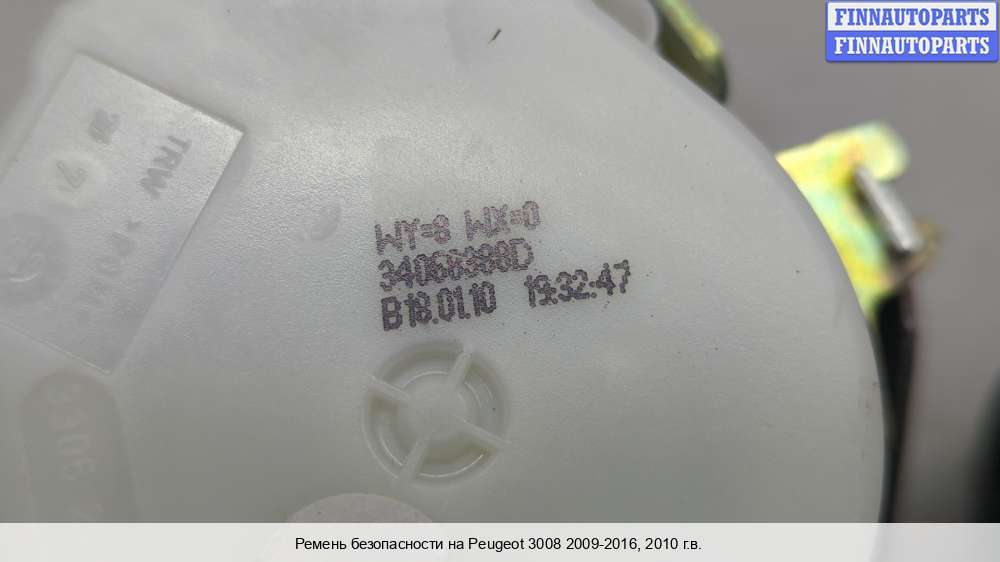 FINNAUTOPARTS
FINNAUTOPARTS
TRW
>POM<
WY=8 WX=0
34068388D
B18.01.10 19:32:47
Ремень безопасности на Peugeot 3008 2009-2016, 2010 г.в.